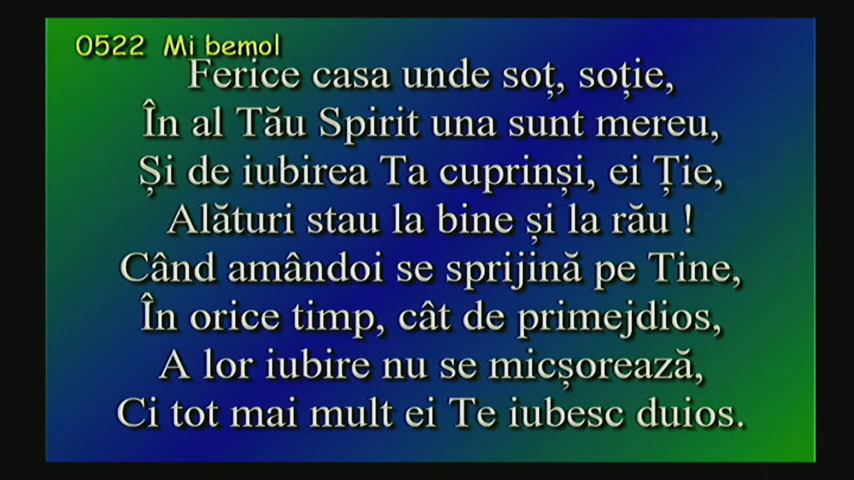 0522 Mi bemol
Ferice casa unde soț, soție,
În al Tău Spirit una sunt mereu,
Și de iubirea Ta cuprinși, ei Ție,
Alături stau la bine și la rău !
Când amândoi se sprijină pe Tine,
În orice timp, cât de primejdios,
A lor iubire nu se micșorează,
Ci tot mai mult ei Te iubesc duios.